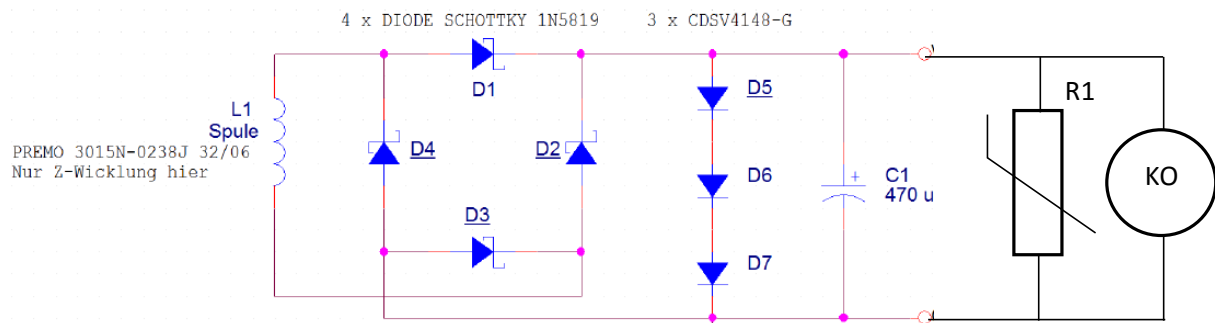 4 x DIODE SCHOTTKY 1N5819
3 x CDSV4148-G
D1
L1
Spule
PREMO 3015N-0238J 32/06
Nur Z-Wicklung hier
D4
D2
D3
D5
D6
D7
C1
470 u
+
R1
KO